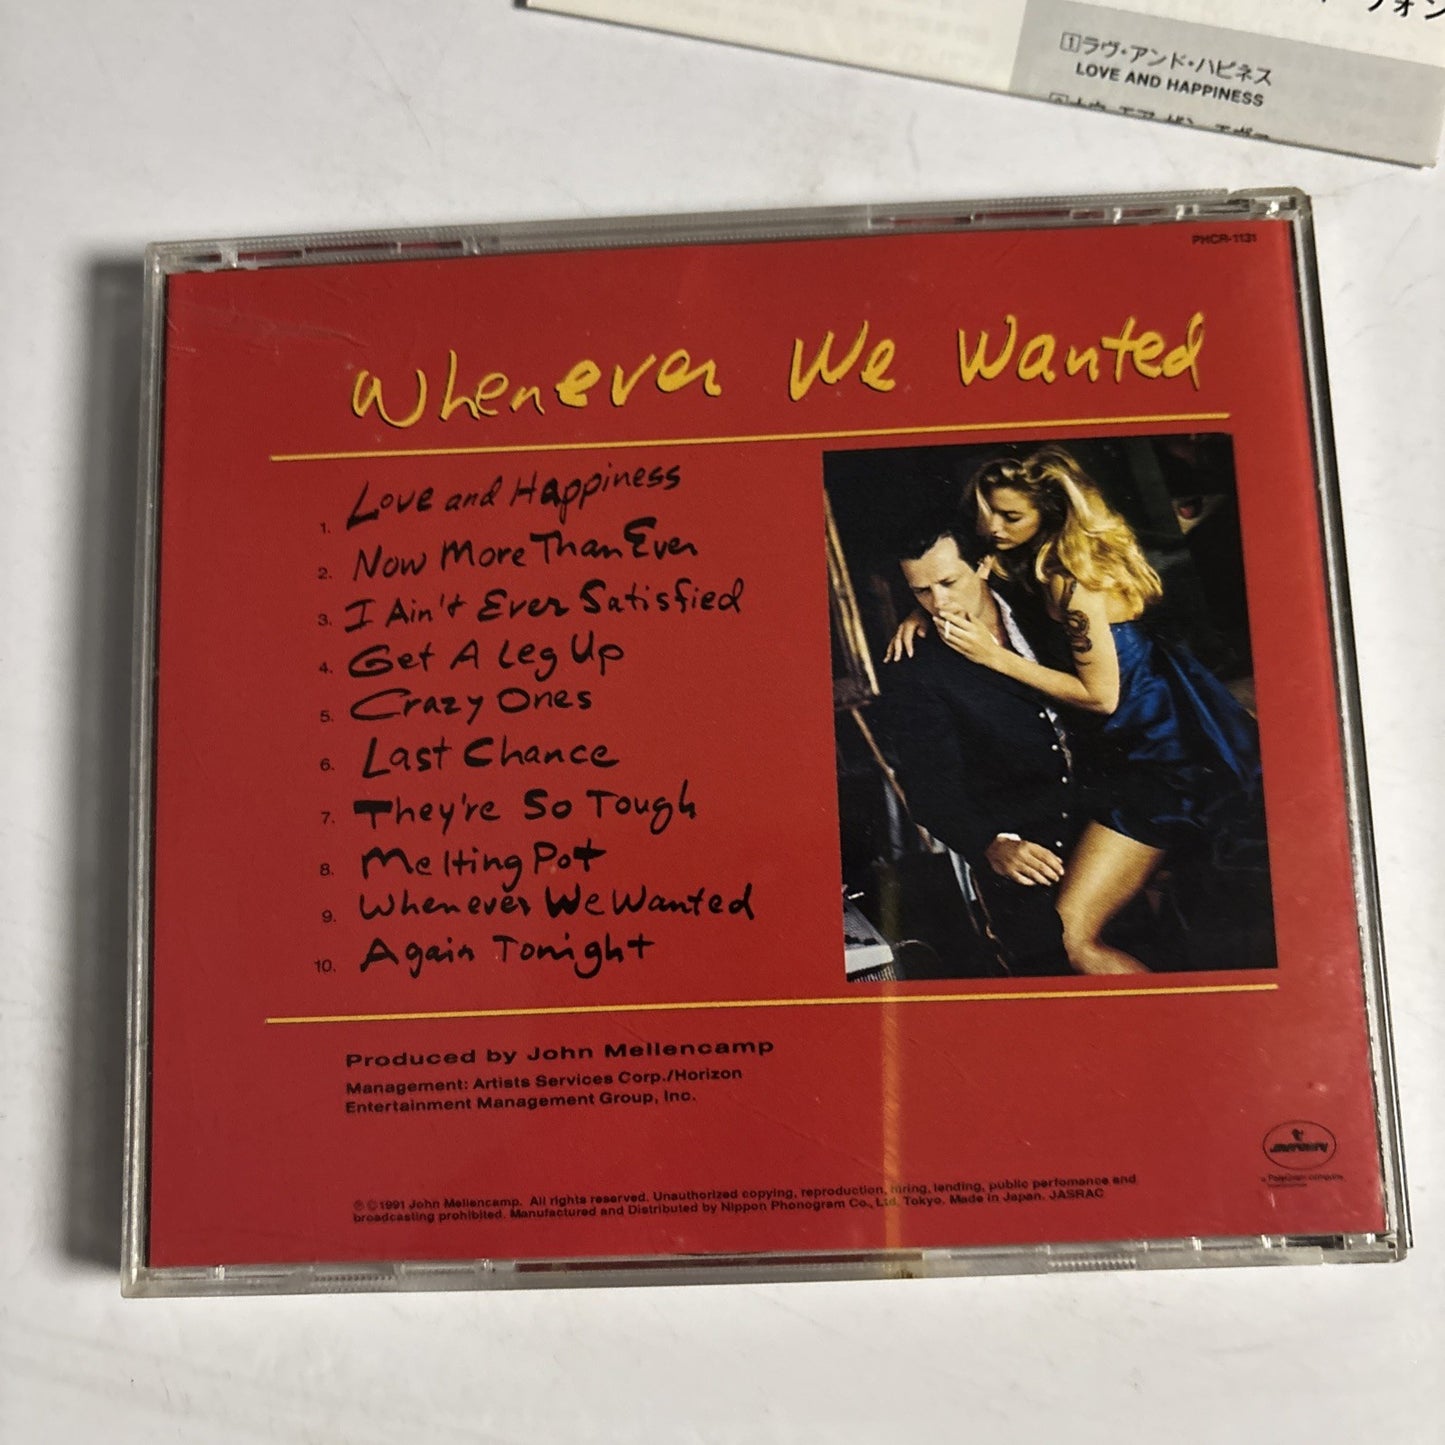 1 ラヴ・アンド・ハピネス
LOVE AND HAPPINESS
PHCR-1131
Whenever We Wanted
1. Love and Happiness
2. Now More Than Ever
3. I Ain't Ever Satisfied
4. Get A Leg Up
5. Crazy Ones
6. Last Chance
7. They're So Tough
8. Melting Pot
9. Whenever We Wanted
10. Again Tonight
Produced by John Mellencamp
Management: Artists Services Corp./Horizon
Entertainment Management Group, Inc.
mercury
a PolyGram company
℗©1991 John Mellencamp. All rights reserved. Unauthorized copying, reproduction, hiring, lending, public perfomance and
broadcasting prohibited. Manufactured and Distributed by Nippon Phonogram Co., Ltd. Tokyo. Made in Japan. JASRAC